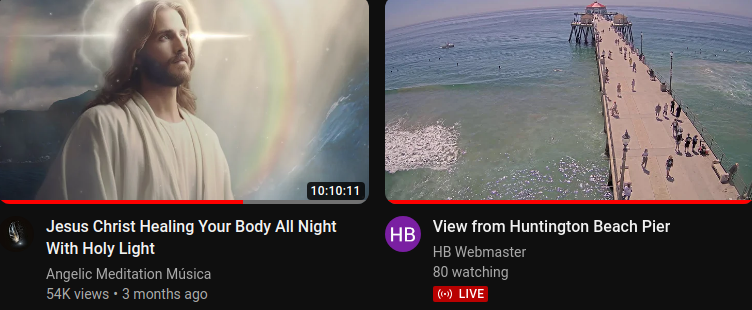 10:10:11
Jesus Christ Healing Your Body All Night
With Holy Light
Angelic Meditation Música
54K views • 3 months ago
HB
View from Huntington Beach Pier
HB Webmaster
80 watching
LIVE